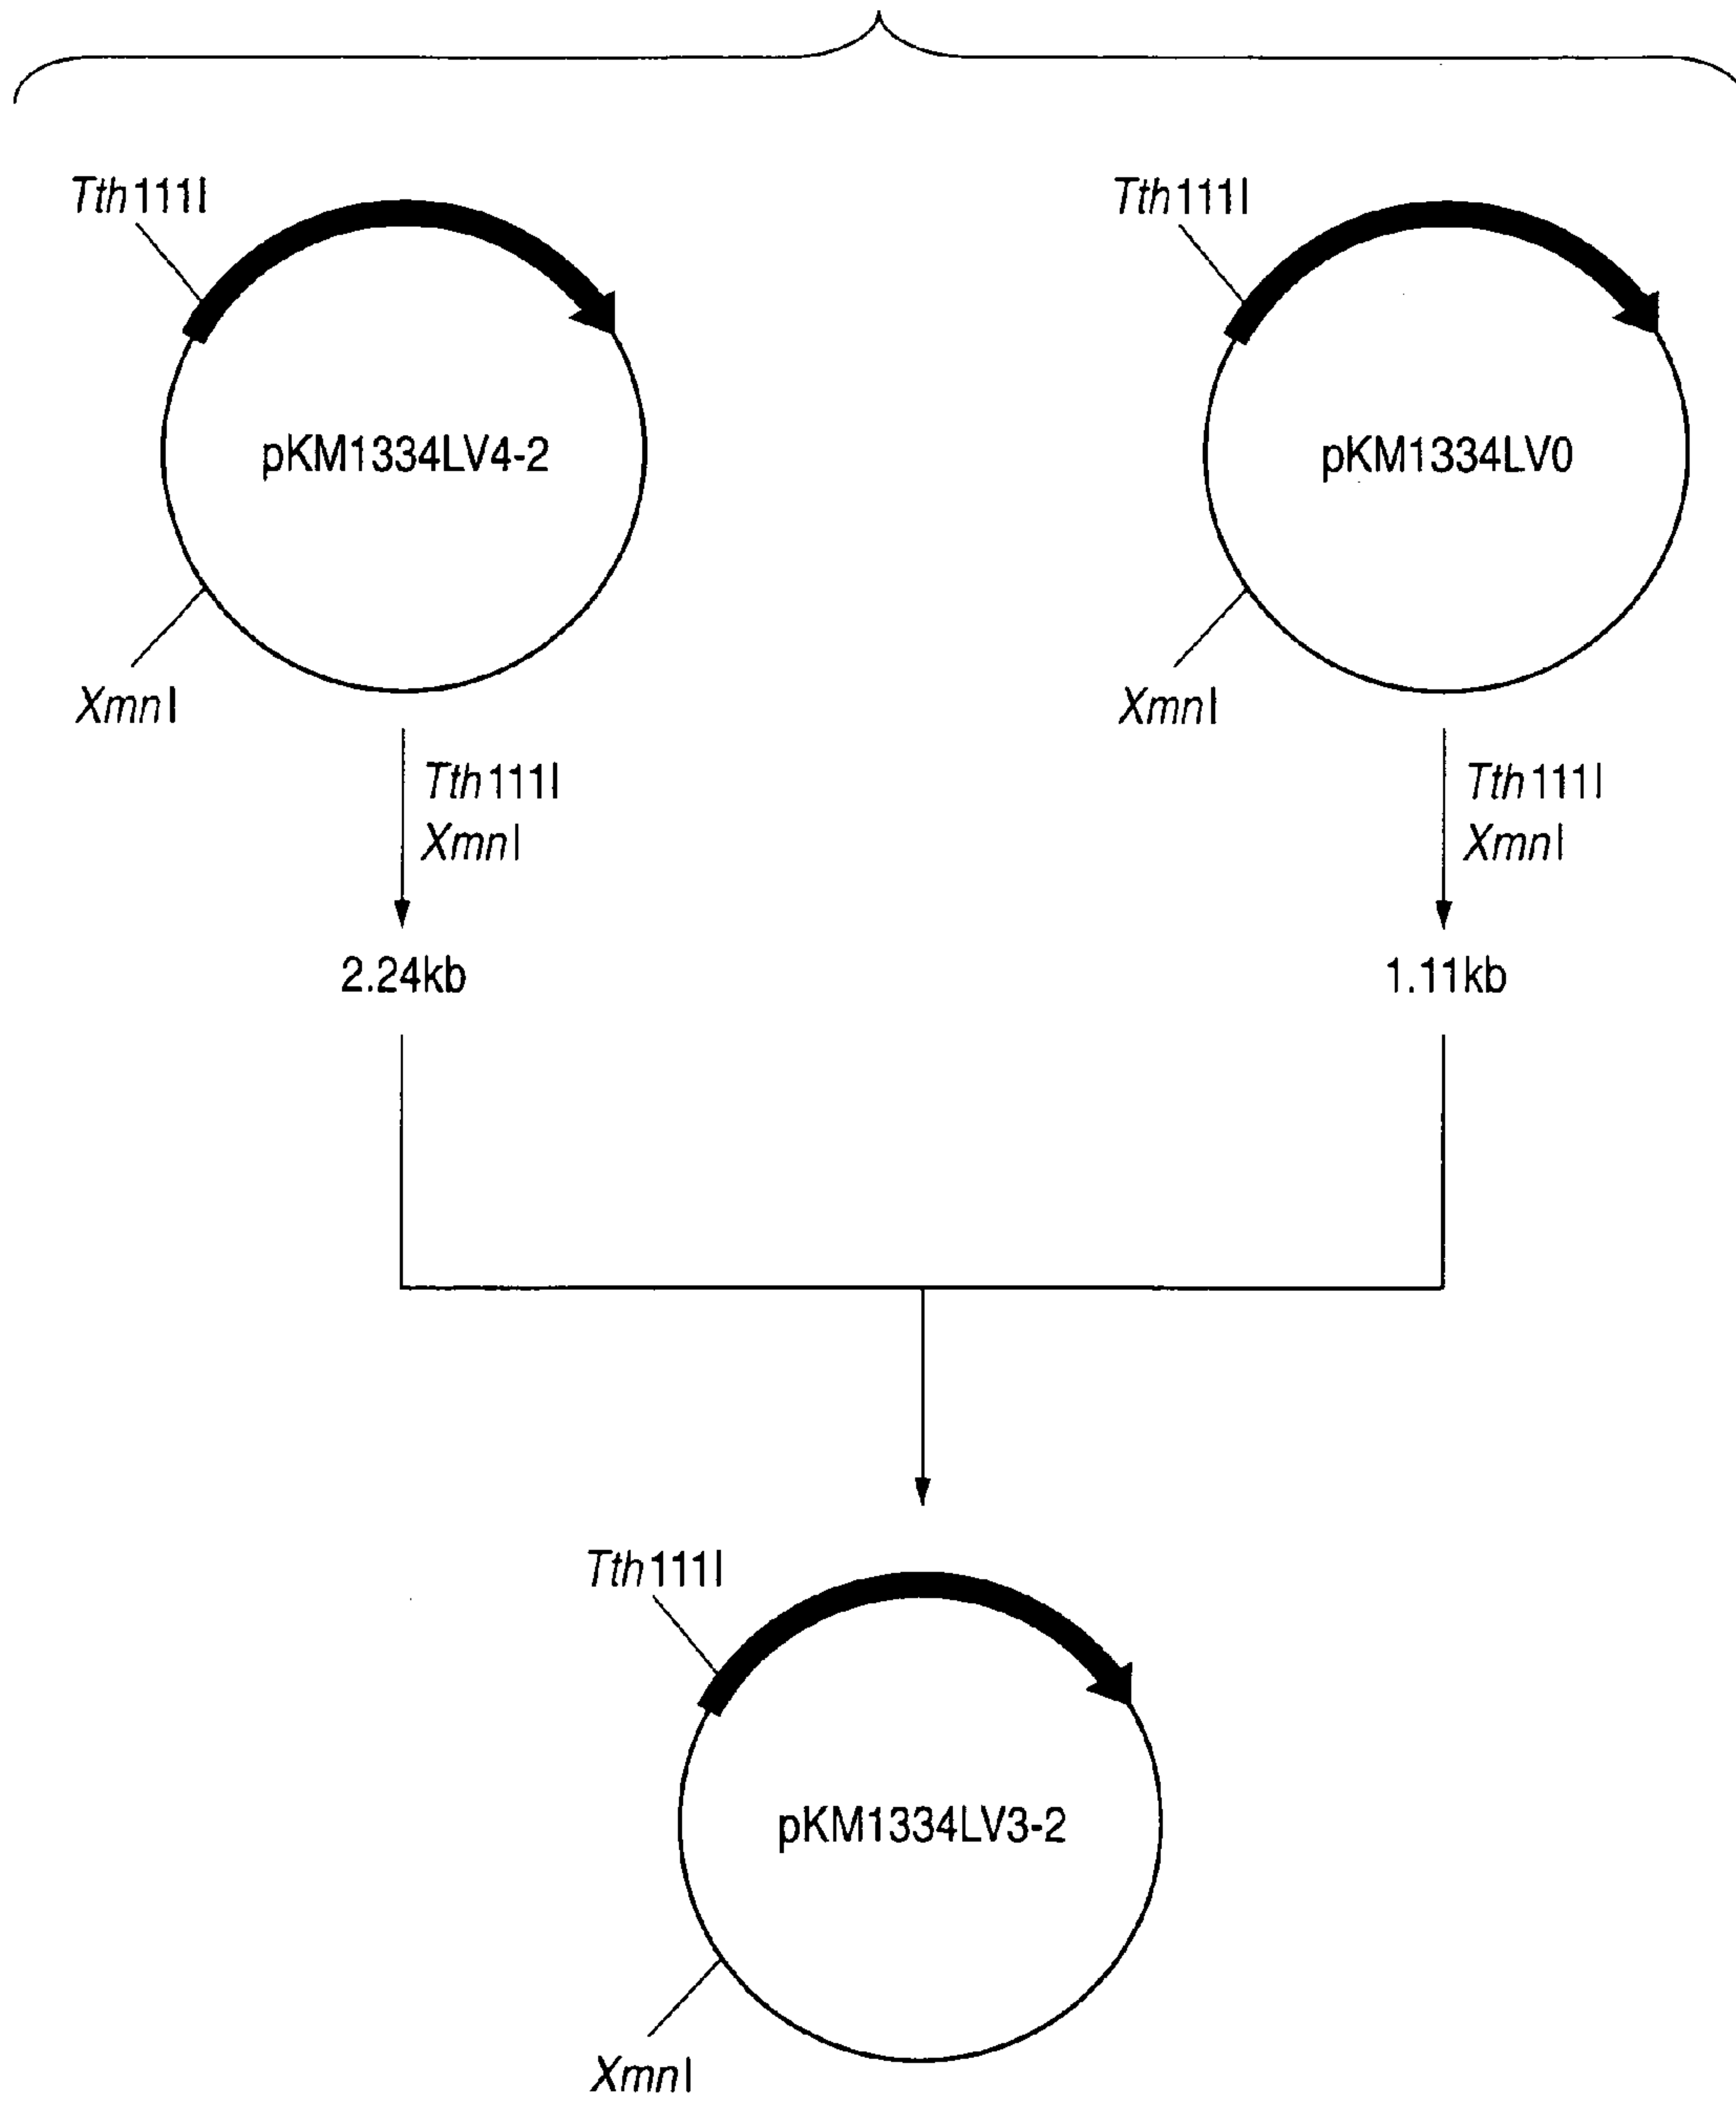 Tth111I
Tth111I
pKM1334LV4-2
pKM1334LV0
XmnI
XmnI
Tth111I
XmnI
Tth111I
XmnI
2.24kb
1.11kb
Tth111I
pKM1334LV3-2
XmnI